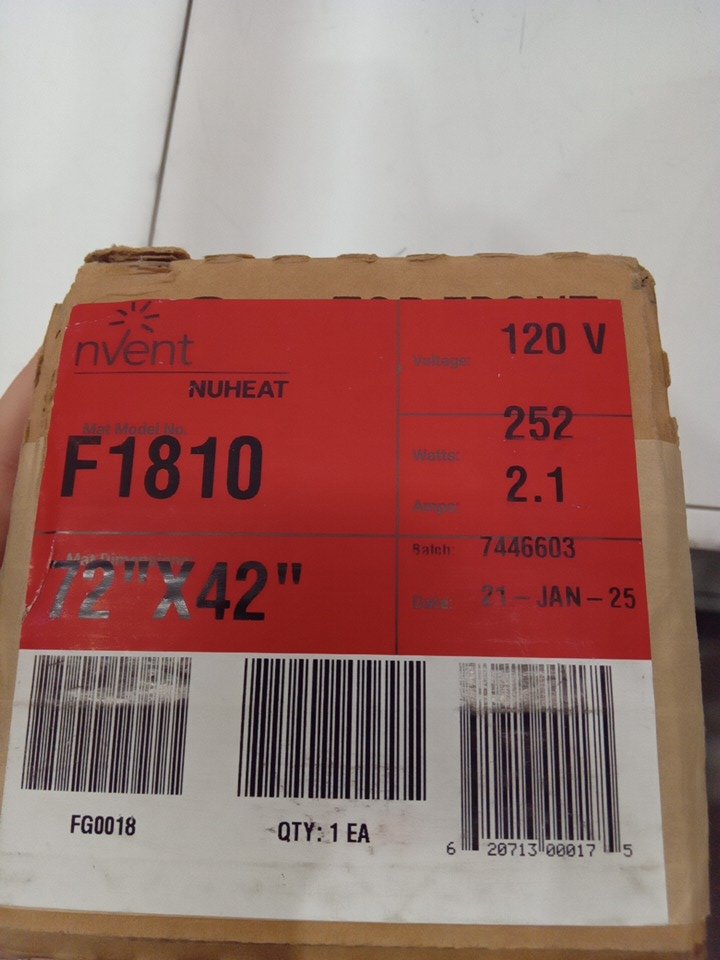 nVent
NUHEAT
Mat Model No.
F1810
Mat Dimensions:
72"X42"
Voltage: 120 V
252
Watts:
2.1
Amps:
Batch: 7446603
Date: 21-JAN-25
FG0018
QTY: 1 EA
6 20713 00017 5